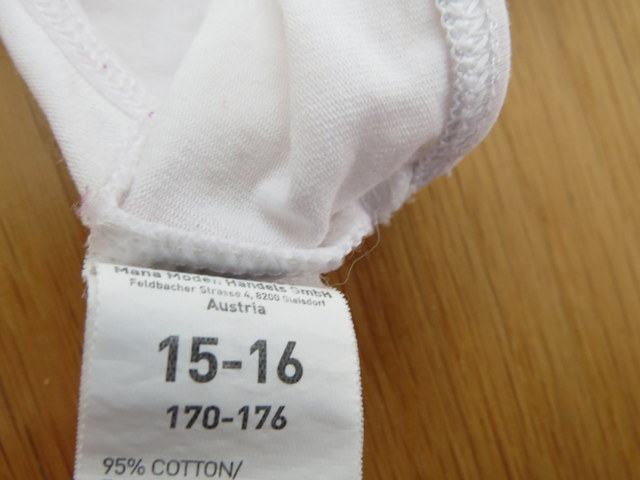 Mana Moden Handels GmbH
Feldbacher Strasse 4, 8200 Gleisdorf
Austria
15-16
170-176
95% COTTON/